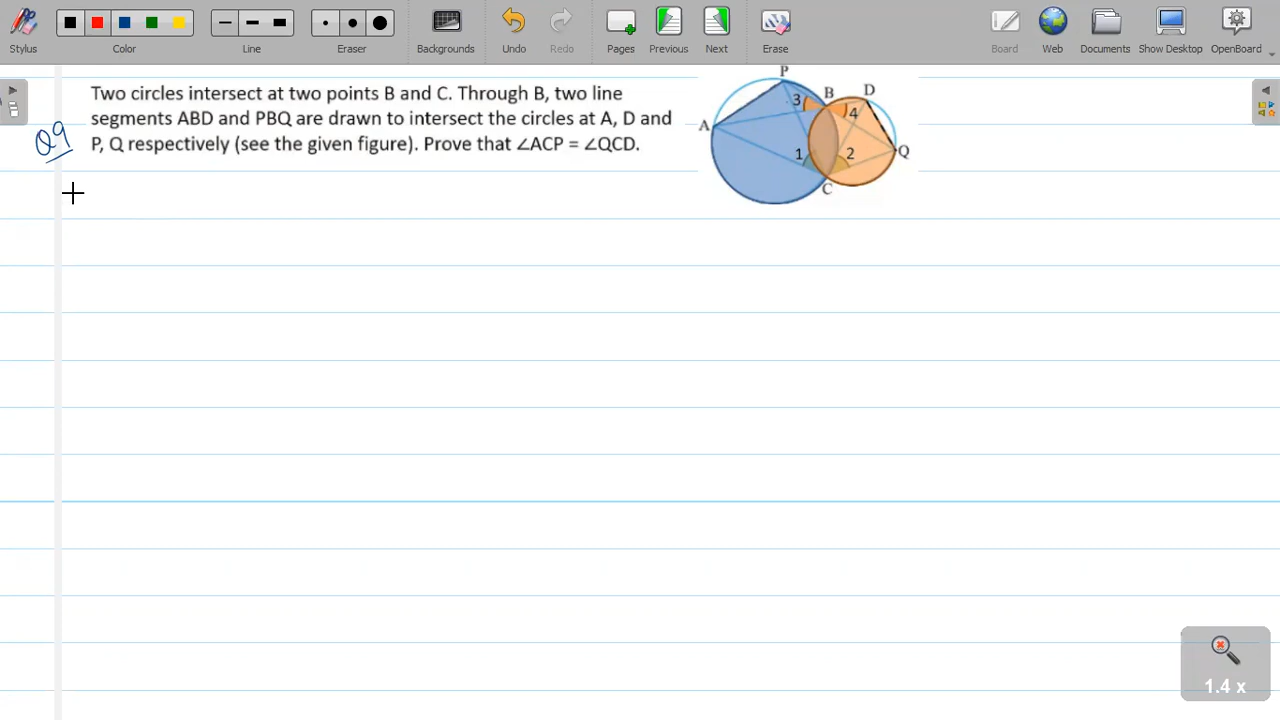 Stylus Color Line Eraser Backgrounds Undo Redo Pages Previous Next Erase Board Web Documents Show Desktop OpenBoard
Q9
Two circles intersect at two points B and C. Through B, two line
segments ABD and PBQ are drawn to intersect the circles at A, D and
P, Q respectively (see the given figure). Prove that ∠ACP = ∠QCD.
P
B D
3
4
A
1 2 Q
C
1.4 x